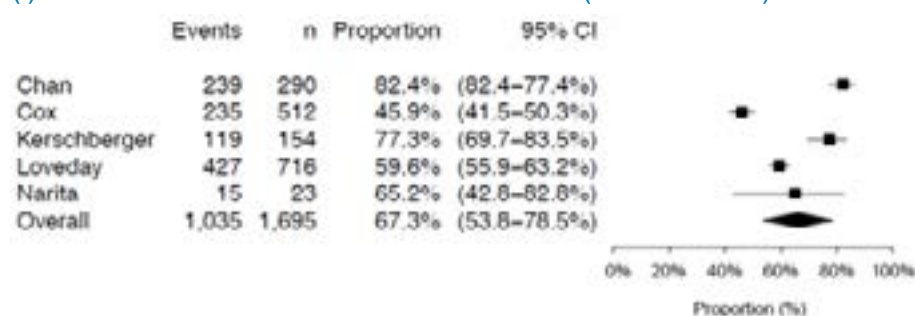 Events n Proportion 95% CI
Chan 239 290 82.4% (82.4–77.4%)
Cox 235 512 45.9% (41.5–50.3%)
Kerschberger 119 154 77.3% (69.7–83.5%)
Loveday 427 716 59.6% (55.9–63.2%)
Narita 15 23 65.2% (42.8–82.8%)
Overall 1,035 1,695 67.3% (53.8–78.5%)
0% 20% 40% 60% 80% 100%
Proportion (%)